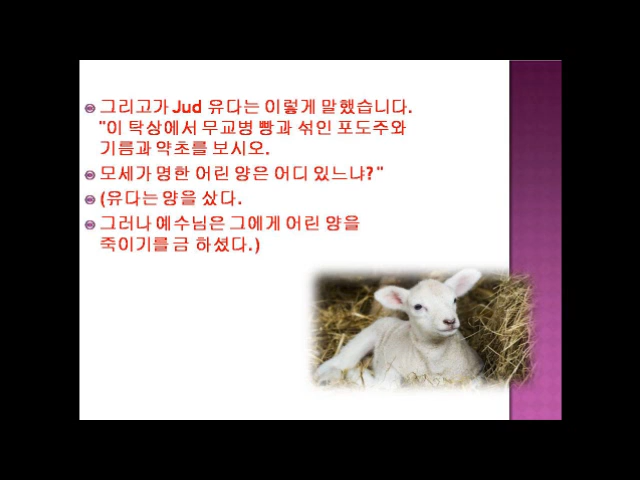 그리고가 Jud 유다는 이렇게 말했습니다.
"이 탁상에서 무교병 빵과 섞인 포도주와
기름과 약초를 보시오.
모세가 명한 어린 양은 어디 있느냐? "
(유다는 양을 샀다.
그러나 예수님은 그에게 어린 양을
죽이기를 금 하셨다.)